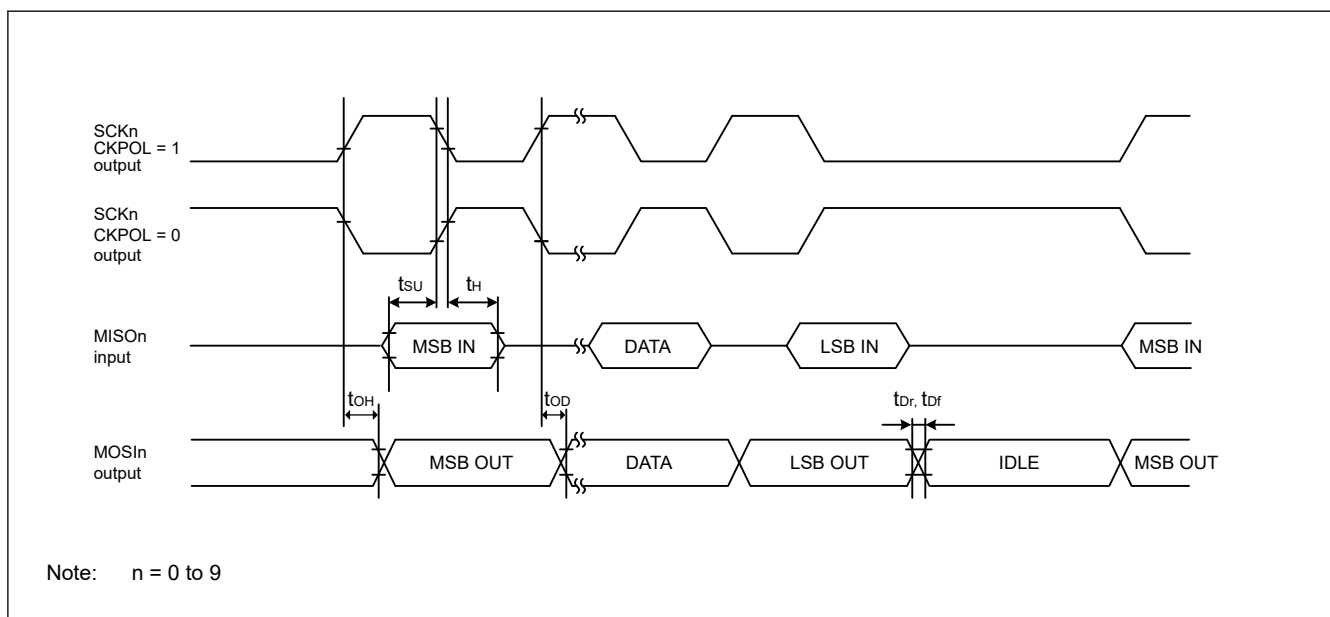 SCKn
CKPOL = 1
output
SCKn
CKPOL = 0
output
tSU
tH
MISOn
input
MSB IN
DATA
LSB IN
MSB IN
tOH
tOD
tDr, tDf
MOSIn
output
MSB OUT
DATA
LSB OUT
IDLE
MSB OUT
Note: n = 0 to 9